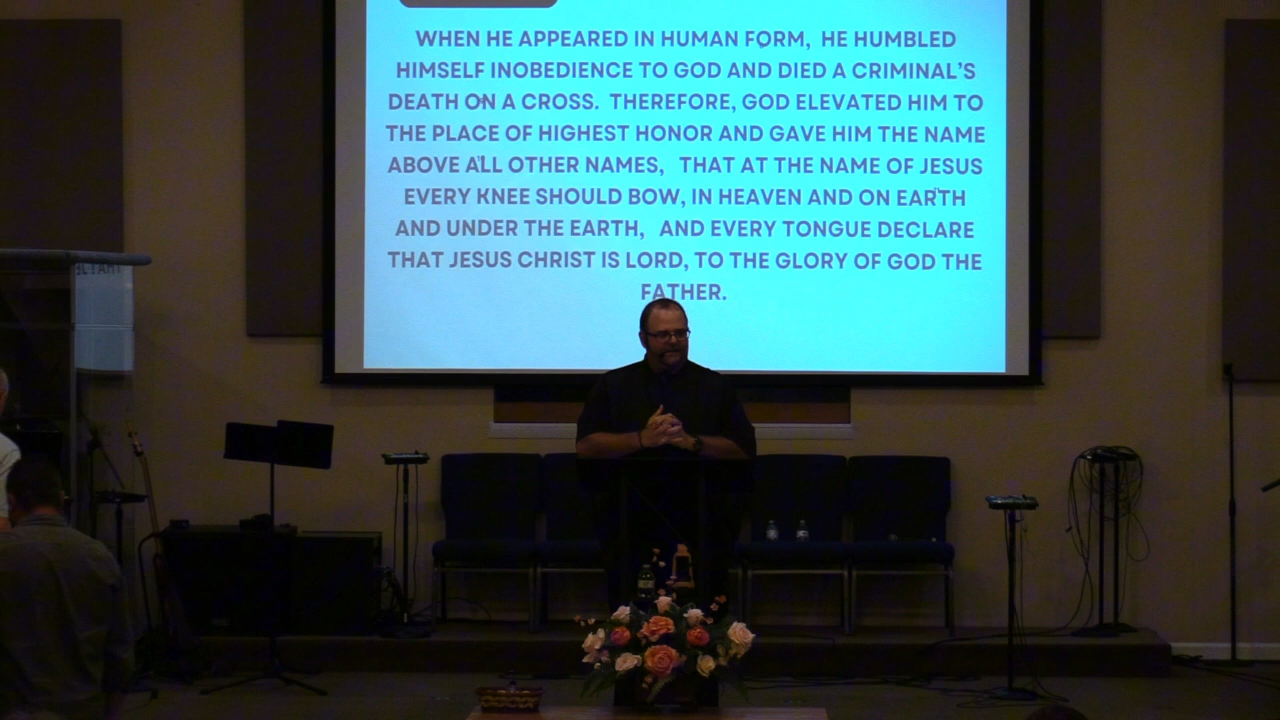 WHEN HE APPEARED IN HUMAN FORM, HE HUMBLED
HIMSELF INOBEDIENCE TO GOD AND DIED A CRIMINAL'S
DEATH ON A CROSS. THEREFORE, GOD ELEVATED HIM TO
THE PLACE OF HIGHEST HONOR AND GAVE HIM THE NAME
ABOVE ALL OTHER NAMES, THAT AT THE NAME OF JESUS
EVERY KNEE SHOULD BOW, IN HEAVEN AND ON EARTH
AND UNDER THE EARTH, AND EVERY TONGUE DECLARE
THAT JESUS CHRIST IS LORD, TO THE GLORY OF GOD THE
FATHER.